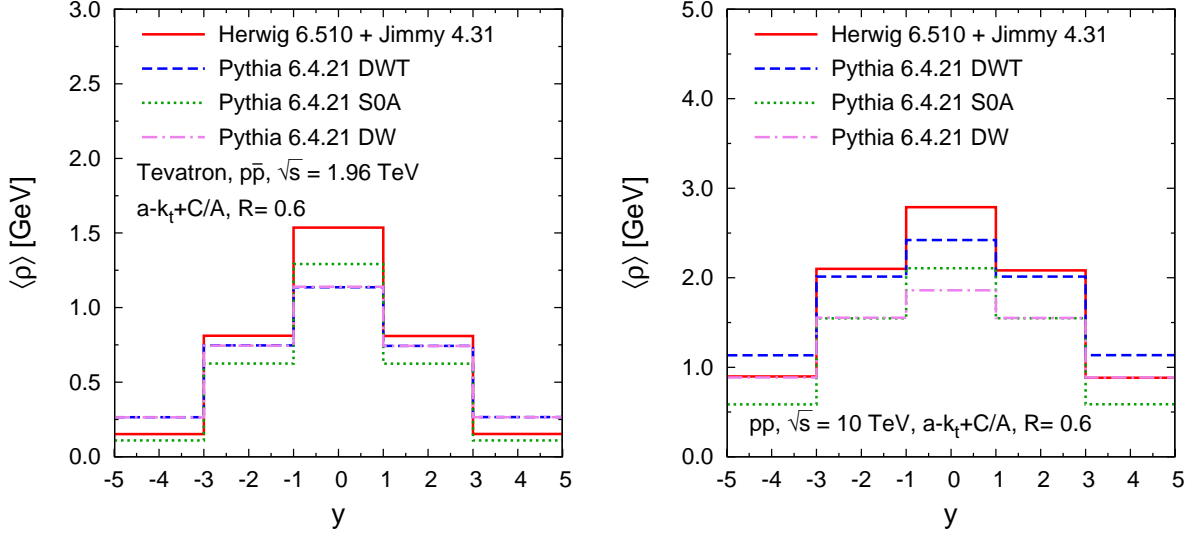 3.0
2.5
2.0
1.5
1.0
0.5
0.0
⟨ρ⟩ [GeV]
Herwig 6.510 + Jimmy 4.31
Pythia 6.4.21 DWT
Pythia 6.4.21 S0A
Pythia 6.4.21 DW
Tevatron, pp̅, √s = 1.96 TeV
a-kt+C/A, R= 0.6
-5 -4 -3 -2 -1 0 1 2 3 4 5
y
5.0
4.0
3.0
2.0
1.0
0.0
⟨ρ⟩ [GeV]
Herwig 6.510 + Jimmy 4.31
Pythia 6.4.21 DWT
Pythia 6.4.21 S0A
Pythia 6.4.21 DW
pp, √s = 10 TeV, a-kt+C/A, R= 0.6
-5 -4 -3 -2 -1 0 1 2 3 4 5
y